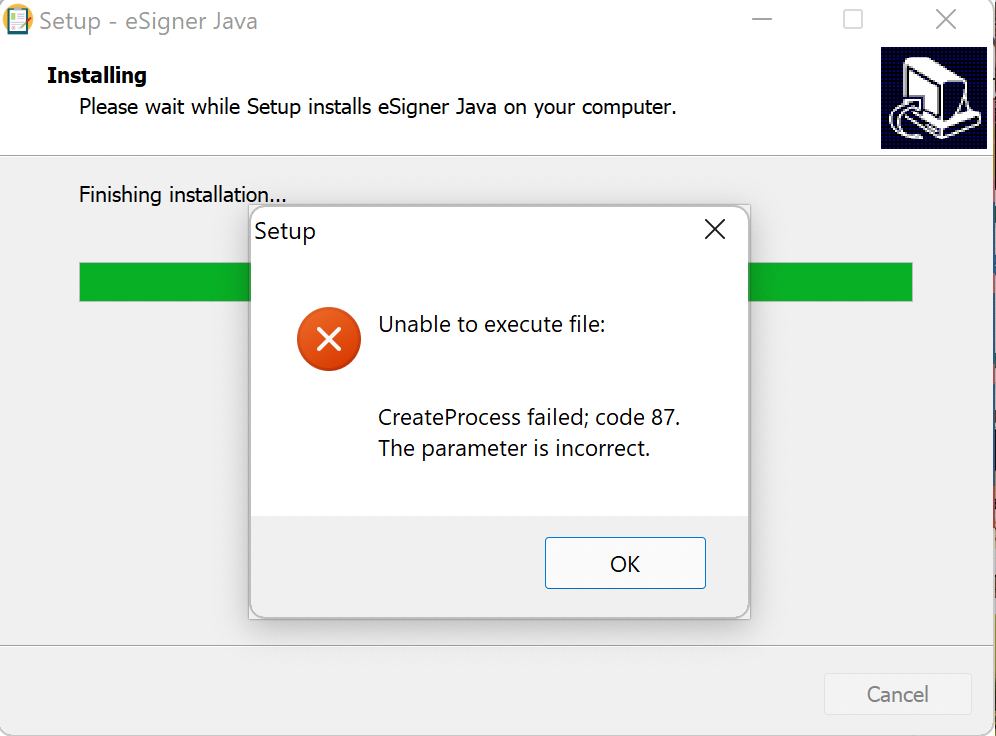 Setup - eSigner Java
Installing
Please wait while Setup installs eSigner Java on your computer.
Finishing installation...
Setup
Unable to execute file:
CreateProcess failed; code 87.
The parameter is incorrect.
OK
Cancel